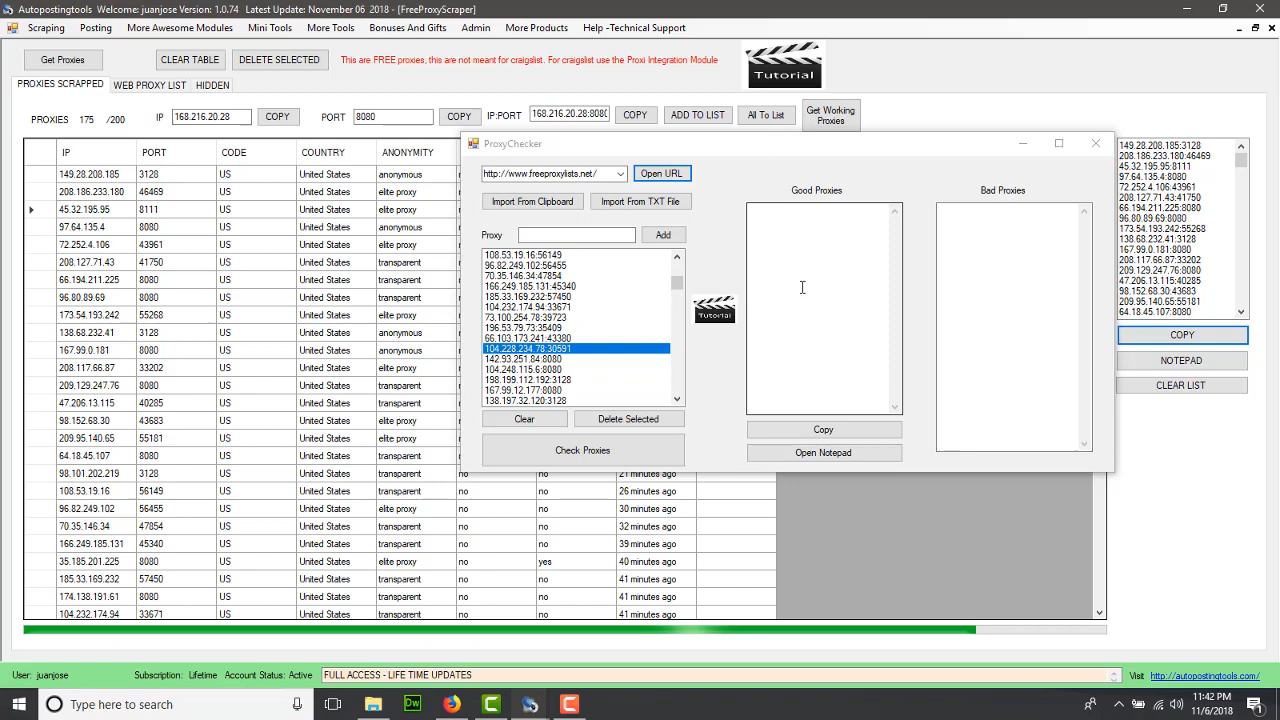 Autopostingtools Welcome: juanjose Version: 1.0.74 Latest Update: November 06 2018 - [FreeProxyScraper]
Scraping Posting More Awesome Modules Mini Tools More Tools Bonuses And Gifts More Products Help -Technical Support
Get Proxies CLEAR TABLE DELETE SELECTED This are FREE proxies, this are not meant for craigslist. For craigslist use the Proxi Integration Module Tutorial
PROXIES SCRAPPED WEB PROXY LIST HIDDEN
PROXIES 175 /200 IP 168.216.20.28 COPY PORT 8080 COPY IP:PORT 168.216.20.28:8080 COPY ADD TO LIST All To List Get Working Proxies
IP PORT CODE COUNTRY ANONYMITY
149.28.208.185 3128 US United States anonymous
208.186.233.180 46469 US United States elite proxy
45.32.195.95 8111 US United States elite proxy
97.64.135.4 8080 US United States anonymous
72.252.4.106 43961 US United States elite proxy
208.127.71.43 41750 US United States transparent
66.194.211.225 8080 US United States transparent
96.80.89.69 8080 US United States transparent
173.54.193.242 55268 US United States transparent
138.68.232.41 3128 US United States anonymous
167.99.0.181 8080 US United States anonymous
208.117.66.87 33202 US United States elite proxy
209.129.247.76 8080 US United States transparent
47.206.13.115 40285 US United States transparent
98.152.68.30 43683 US United States elite proxy
209.95.140.65 55181 US United States elite proxy
64.18.45.107 8080 US United States elite proxy
98.101.202.219 3128 US United States transparent no no 21 minutes ago
108.53.19.16 56149 US United States elite proxy no no 26 minutes ago
96.82.249.102 56455 US United States elite proxy no no 30 minutes ago
70.35.146.34 47854 US United States transparent no no 32 minutes ago
166.249.185.131 45340 US United States transparent no no 39 minutes ago
35.185.201.225 8080 US United States elite proxy no yes 40 minutes ago
185.33.169.232 57450 US United States transparent no no 41 minutes ago
174.138.191.61 8080 US United States transparent no no 41 minutes ago
104.232.174.94 33671 US United States transparent no no 41 minutes ago
ProxyChecker
http://www.freeproxylists.net/ Open URL
Import From Clipboard Import From TXT File
Proxy Add
108.53.19.16:56149
96.82.249.102:56455
70.35.146.34:47854
166.249.185.131:45340
185.33.169.232:57450
104.232.174.94:33671
73.100.254.78:39723
196.53.79.73:35409
66.103.173.241:43380
104.228.234.78:30591
142.93.251.84:8080
104.248.115.6:8080
198.199.112.192:3128
167.99.12.177:8080
138.197.32.120:3128
Clear Delete Selected
Check Proxies
Tutorial
Good Proxies
Copy
Open Notepad
Bad Proxies
149.28.208.185:3128
208.186.233.180:46469
45.32.195.95:8111
97.64.135.4:8080
72.252.4.106:43961
208.127.71.43:41750
66.194.211.225:8080
96.80.89.69:8080
173.54.193.242:55268
138.68.232.41:3128
167.99.0.181:8080
208.117.66.87:33202
209.129.247.76:8080
47.206.13.115:40285
98.152.68.30:43683
209.95.140.65:55181
64.18.45.107:8080
COPY
NOTEPAD
CLEAR LIST
User: juanjose Subscription: Lifetime Account Status: Active FULL ACCESS - LIFE TIME UPDATES Visit http://autopostingtools.com/
Type here to search Dw 11:42 PM
11/6/2018